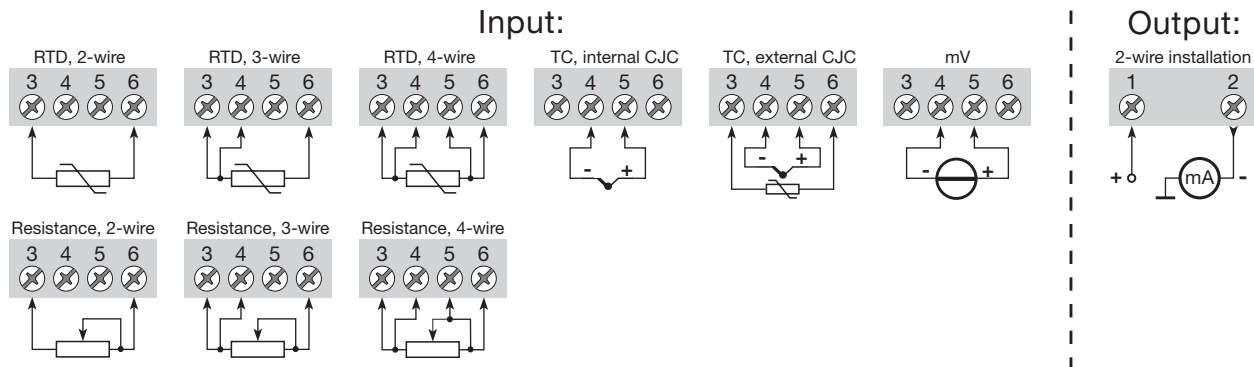 Input:
Output:
RTD, 2-wire
RTD, 3-wire
RTD, 4-wire
TC, internal CJC
TC, external CJC
mV
2-wire installation
3 4 5 6
3 4 5 6
3 4 5 6
3 4 5 6
3 4 5 6
3 4 5 6
1 2
- +
- +
- +
+ mA -
Resistance, 2-wire
Resistance, 3-wire
Resistance, 4-wire
3 4 5 6
3 4 5 6
3 4 5 6